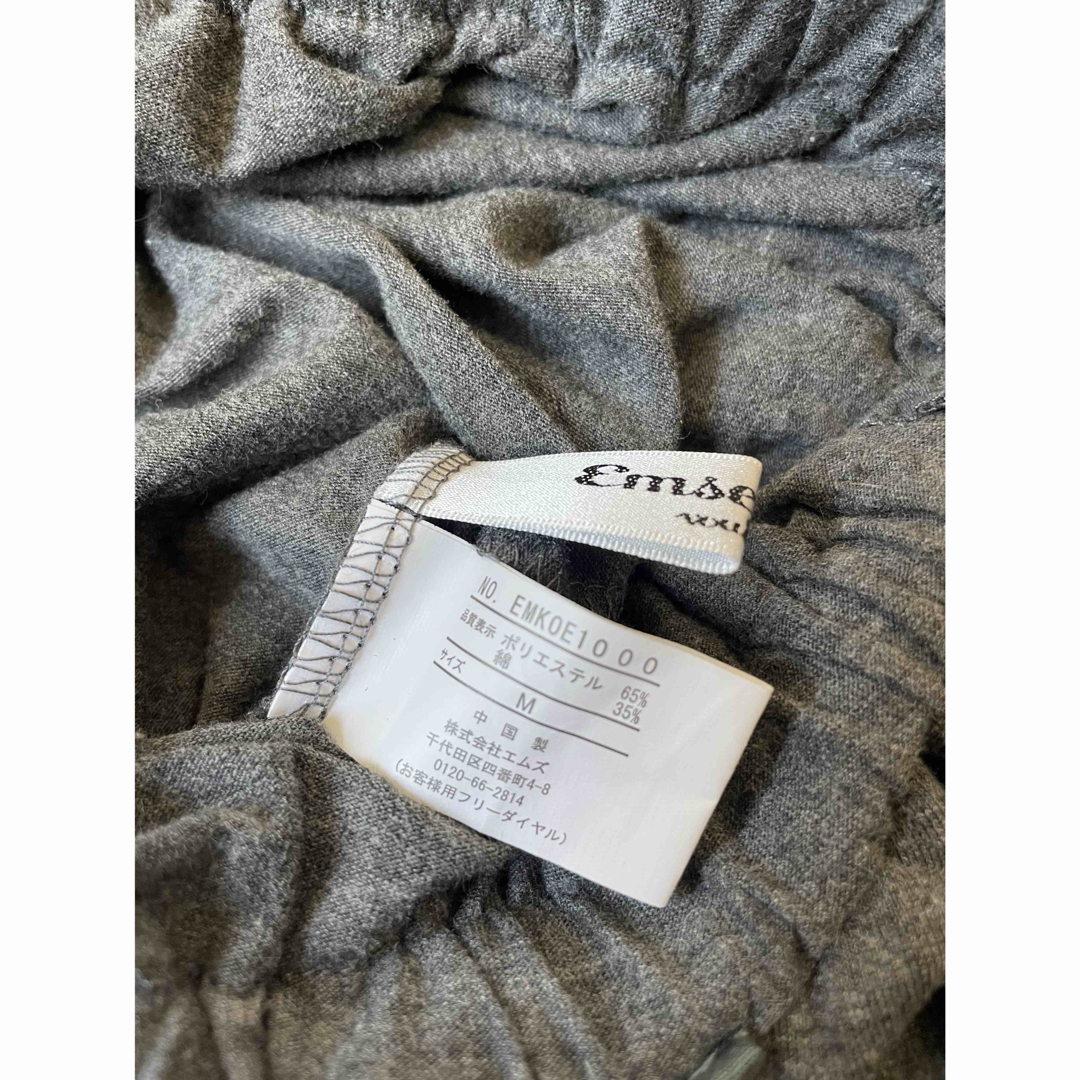 Emse
NO. EMK0E1000
品質表示 ポリエステル 65%
綿 35%
サイズ M
中国製
株式会社エムズ
千代田区四番町4-8
0120-66-2814
(お客様用フリーダイヤル)